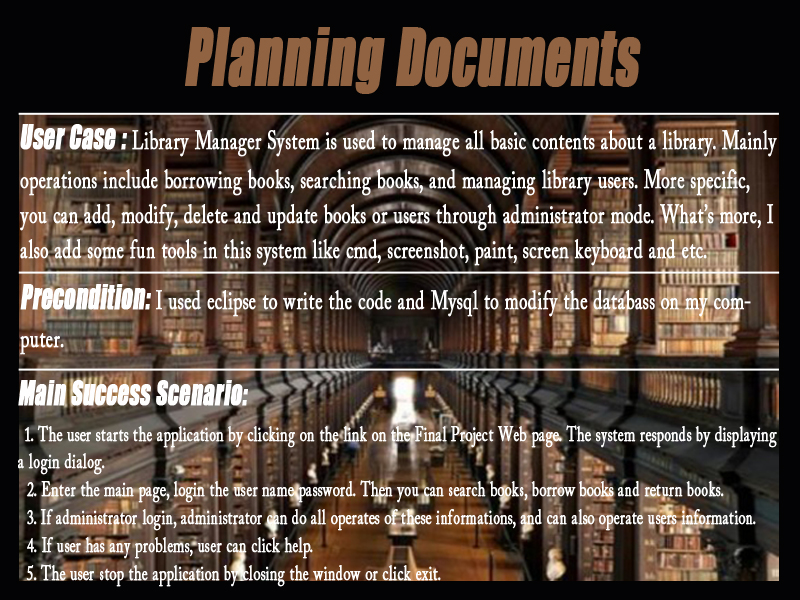 Planning Documents
User Case : Library Manager System is used to manage all basic contents about a library. Mainly
operations include borrowing books, searching books, and managing library users. More specific,
you can add, modify, delete and update books or users through administrator mode. What's more, I
also add some fun tools in this system like cmd, screenshot, paint, screen keyboard and etc.
Precondition: I used eclipse to write the code and Mysql to modify the databass on my com-
puter.
Main Success Scenario:
1. The user starts the application by clicking on the link on the Final Project Web page. The system responds by displaying
a login dialog.
2. Enter the main page, login the user name password. Then you can search books, borrow books and return books.
3. If administrator login, administrator can do all operates of these informations, and can also operate users information.
4. If user has any problems, user can click help.
5. The user stop the application by closing the window or click exit.